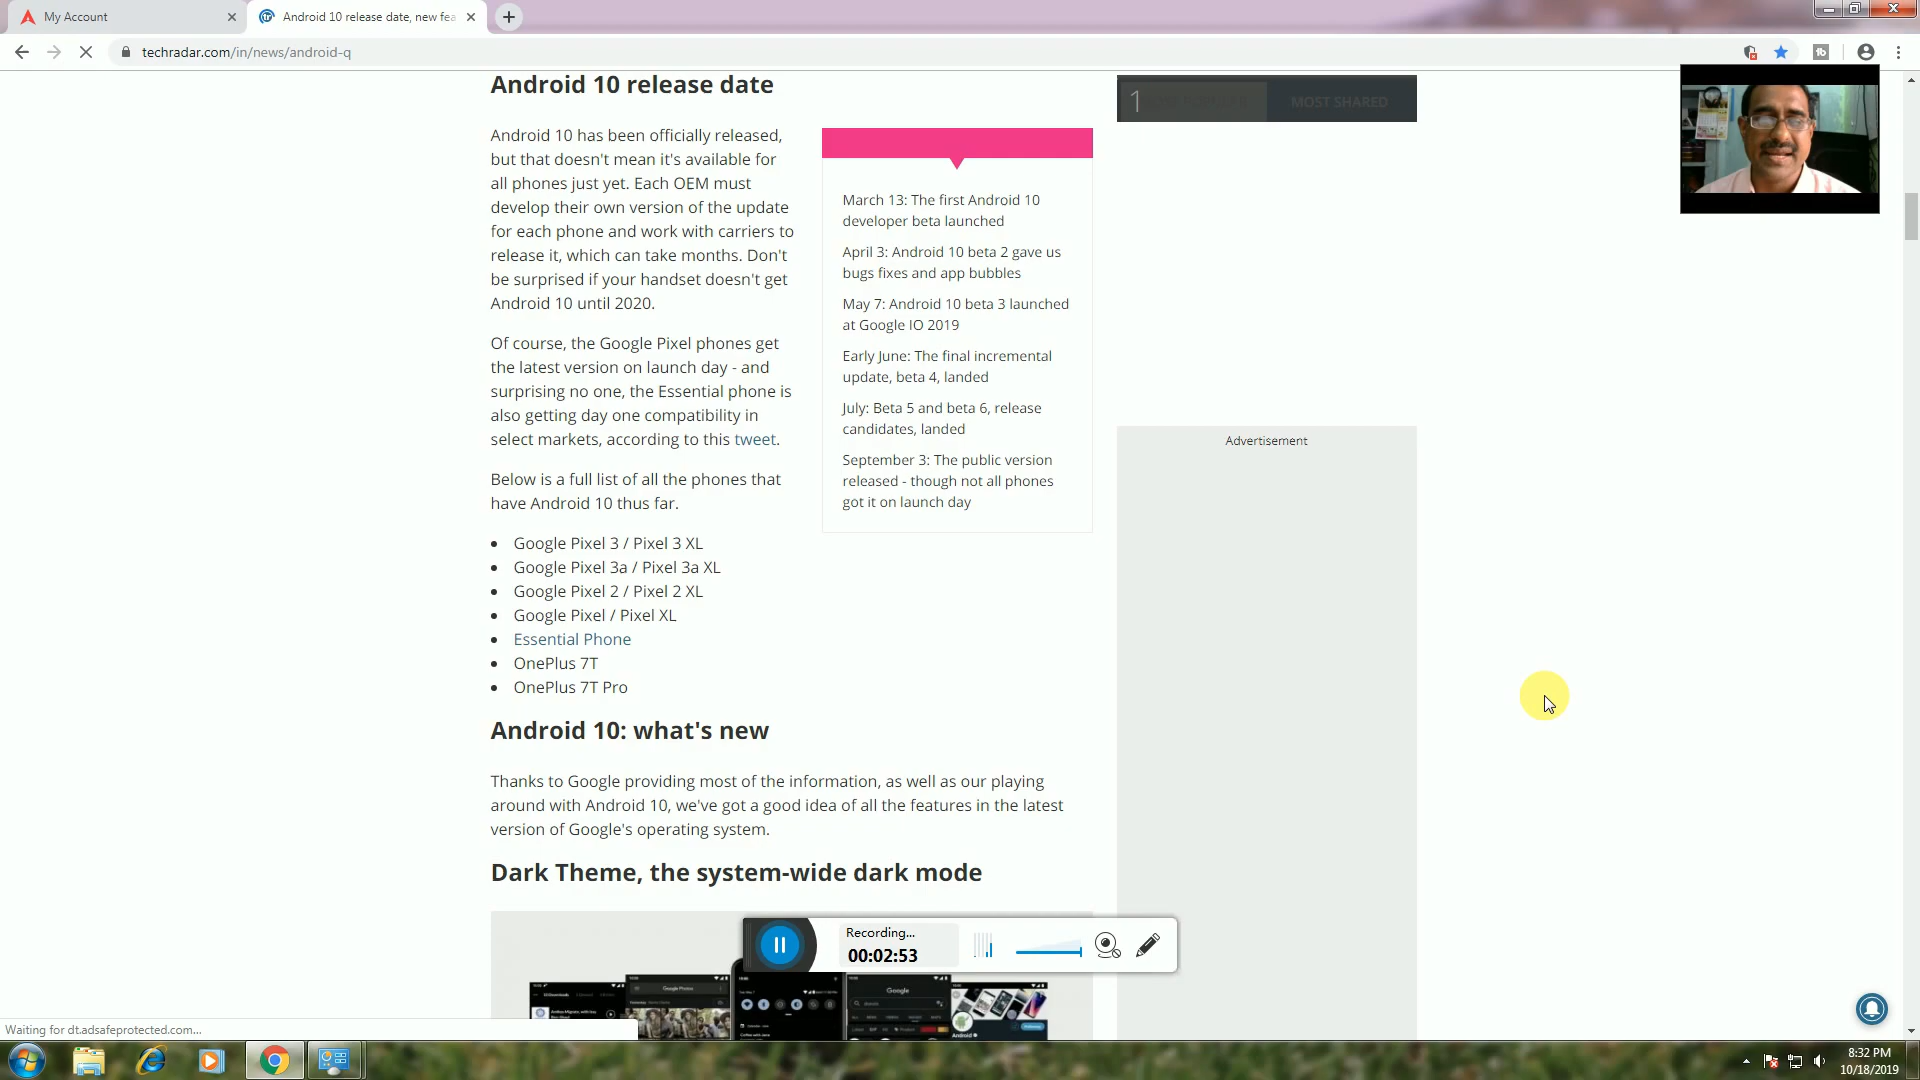 My Account
Android 10 release date, new fea
techradar.com/in/news/android-q
Android 10 release date
Android 10 has been officially released,
but that doesn't mean it's available for
all phones just yet. Each OEM must
develop their own version of the update
for each phone and work with carriers to
release it, which can take months. Don't
be surprised if your handset doesn't get
Android 10 until 2020.
Of course, the Google Pixel phones get
the latest version on launch day - and
surprising no one, the Essential phone is
also getting day one compatibility in
select markets, according to this tweet.
Below is a full list of all the phones that
have Android 10 thus far.
• Google Pixel 3 / Pixel 3 XL
• Google Pixel 3a / Pixel 3a XL
• Google Pixel 2 / Pixel 2 XL
• Google Pixel / Pixel XL
• Essential Phone
• OnePlus 7T
• OnePlus 7T Pro
March 13: The first Android 10
developer beta launched
April 3: Android 10 beta 2 gave us
bugs fixes and app bubbles
May 7: Android 10 beta 3 launched
at Google IO 2019
Early June: The final incremental
update, beta 4, landed
July: Beta 5 and beta 6, release
candidates, landed
September 3: The public version
released - though not all phones
got it on launch day
1
MOST SHARED
Advertisement
Android 10: what's new
Thanks to Google providing most of the information, as well as our playing
around with Android 10, we've got a good idea of all the features in the latest
version of Google's operating system.
Dark Theme, the system-wide dark mode
Recording...
00:02:53
Google Photos
Google
Android
Waiting for dt.adsafeprotected.com...
8:32 PM
10/18/2019